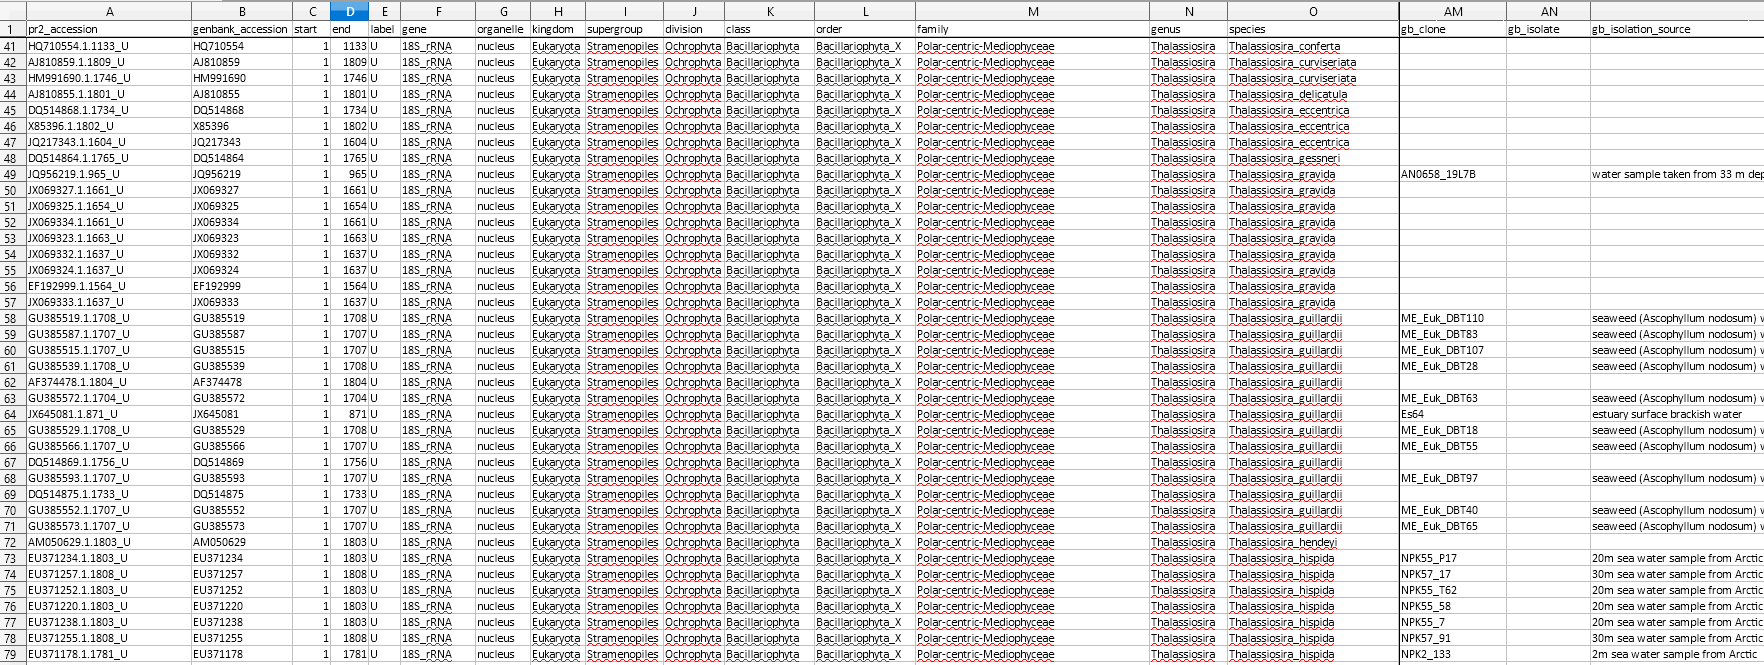 A B C D E F G H I J K L M N O AM AN
1 pr2_accession genbank_accession start end label gene organelle kingdom supergroup division class order family genus species gb_clone gb_isolate gb_isolation_source
41 HQ710554.1.1133_U HQ710554 1 1133 U 18S_rRNA nucleus Eukaryota Stramenopiles Ochrophyta Bacillariophyta Bacillariophyta_X Polar-centric-Mediophyceae Thalassiosira Thalassiosira_conferta
42 AJ810859.1.1809_U AJ810859 1 1809 U 18S_rRNA nucleus Eukaryota Stramenopiles Ochrophyta Bacillariophyta Bacillariophyta_X Polar-centric-Mediophyceae Thalassiosira Thalassiosira_curviseriata
43 HM991690.1.1746_U HM991690 1 1746 U 18S_rRNA nucleus Eukaryota Stramenopiles Ochrophyta Bacillariophyta Bacillariophyta_X Polar-centric-Mediophyceae Thalassiosira Thalassiosira_curviseriata
44 AJ810855.1.1801_U AJ810855 1 1801 U 18S_rRNA nucleus Eukaryota Stramenopiles Ochrophyta Bacillariophyta Bacillariophyta_X Polar-centric-Mediophyceae Thalassiosira Thalassiosira_delicatula
45 DQ514868.1.1734_U DQ514868 1 1734 U 18S_rRNA nucleus Eukaryota Stramenopiles Ochrophyta Bacillariophyta Bacillariophyta_X Polar-centric-Mediophyceae Thalassiosira Thalassiosira_eccentrica
46 X85396.1.1802_U X85396 1 1802 U 18S_rRNA nucleus Eukaryota Stramenopiles Ochrophyta Bacillariophyta Bacillariophyta_X Polar-centric-Mediophyceae Thalassiosira Thalassiosira_eccentrica
47 JQ217343.1.1604_U JQ217343 1 1604 U 18S_rRNA nucleus Eukaryota Stramenopiles Ochrophyta Bacillariophyta Bacillariophyta_X Polar-centric-Mediophyceae Thalassiosira Thalassiosira_eccentrica
48 DQ514864.1.1765_U DQ514864 1 1765 U 18S_rRNA nucleus Eukaryota Stramenopiles Ochrophyta Bacillariophyta Bacillariophyta_X Polar-centric-Mediophyceae Thalassiosira Thalassiosira_gessneri
49 JQ956219.1.965_U JQ956219 1 965 U 18S_rRNA nucleus Eukaryota Stramenopiles Ochrophyta Bacillariophyta Bacillariophyta_X Polar-centric-Mediophyceae Thalassiosira Thalassiosira_gravida AN0658_19L7B water sample taken from 33 m dep
50 JX069327.1.1661_U JX069327 1 1661 U 18S_rRNA nucleus Eukaryota Stramenopiles Ochrophyta Bacillariophyta Bacillariophyta_X Polar-centric-Mediophyceae Thalassiosira Thalassiosira_gravida
51 JX069325.1.1654_U JX069325 1 1654 U 18S_rRNA nucleus Eukaryota Stramenopiles Ochrophyta Bacillariophyta Bacillariophyta_X Polar-centric-Mediophyceae Thalassiosira Thalassiosira_gravida
52 JX069334.1.1661_U JX069334 1 1661 U 18S_rRNA nucleus Eukaryota Stramenopiles Ochrophyta Bacillariophyta Bacillariophyta_X Polar-centric-Mediophyceae Thalassiosira Thalassiosira_gravida
53 JX069323.1.1663_U JX069323 1 1663 U 18S_rRNA nucleus Eukaryota Stramenopiles Ochrophyta Bacillariophyta Bacillariophyta_X Polar-centric-Mediophyceae Thalassiosira Thalassiosira_gravida
54 JX069332.1.1637_U JX069332 1 1637 U 18S_rRNA nucleus Eukaryota Stramenopiles Ochrophyta Bacillariophyta Bacillariophyta_X Polar-centric-Mediophyceae Thalassiosira Thalassiosira_gravida
55 JX069324.1.1637_U JX069324 1 1637 U 18S_rRNA nucleus Eukaryota Stramenopiles Ochrophyta Bacillariophyta Bacillariophyta_X Polar-centric-Mediophyceae Thalassiosira Thalassiosira_gravida
56 EF192999.1.1564_U EF192999 1 1564 U 18S_rRNA nucleus Eukaryota Stramenopiles Ochrophyta Bacillariophyta Bacillariophyta_X Polar-centric-Mediophyceae Thalassiosira Thalassiosira_gravida
57 JX069333.1.1637_U JX069333 1 1637 U 18S_rRNA nucleus Eukaryota Stramenopiles Ochrophyta Bacillariophyta Bacillariophyta_X Polar-centric-Mediophyceae Thalassiosira Thalassiosira_gravida
58 GU385519.1.1708_U GU385519 1 1708 U 18S_rRNA nucleus Eukaryota Stramenopiles Ochrophyta Bacillariophyta Bacillariophyta_X Polar-centric-Mediophyceae Thalassiosira Thalassiosira_guillardii ME_Euk_DBT110 seaweed (Ascophyllum nodosum) w
59 GU385587.1.1707_U GU385587 1 1707 U 18S_rRNA nucleus Eukaryota Stramenopiles Ochrophyta Bacillariophyta Bacillariophyta_X Polar-centric-Mediophyceae Thalassiosira Thalassiosira_guillardii ME_Euk_DBT83 seaweed (Ascophyllum nodosum) w
60 GU385515.1.1707_U GU385515 1 1707 U 18S_rRNA nucleus Eukaryota Stramenopiles Ochrophyta Bacillariophyta Bacillariophyta_X Polar-centric-Mediophyceae Thalassiosira Thalassiosira_guillardii ME_Euk_DBT107 seaweed (Ascophyllum nodosum) w
61 GU385539.1.1708_U GU385539 1 1708 U 18S_rRNA nucleus Eukaryota Stramenopiles Ochrophyta Bacillariophyta Bacillariophyta_X Polar-centric-Mediophyceae Thalassiosira Thalassiosira_guillardii ME_Euk_DBT28 seaweed (Ascophyllum nodosum) w
62 AF374478.1.1804_U AF374478 1 1804 U 18S_rRNA nucleus Eukaryota Stramenopiles Ochrophyta Bacillariophyta Bacillariophyta_X Polar-centric-Mediophyceae Thalassiosira Thalassiosira_guillardii
63 GU385572.1.1704_U GU385572 1 1704 U 18S_rRNA nucleus Eukaryota Stramenopiles Ochrophyta Bacillariophyta Bacillariophyta_X Polar-centric-Mediophyceae Thalassiosira Thalassiosira_guillardii ME_Euk_DBT63 seaweed (Ascophyllum nodosum) w
64 JX645081.1.871_U JX645081 1 871 U 18S_rRNA nucleus Eukaryota Stramenopiles Ochrophyta Bacillariophyta Bacillariophyta_X Polar-centric-Mediophyceae Thalassiosira Thalassiosira_guillardii Es64 estuary surface brackish water
65 GU385529.1.1708_U GU385529 1 1708 U 18S_rRNA nucleus Eukaryota Stramenopiles Ochrophyta Bacillariophyta Bacillariophyta_X Polar-centric-Mediophyceae Thalassiosira Thalassiosira_guillardii ME_Euk_DBT18 seaweed (Ascophyllum nodosum) w
66 GU385566.1.1707_U GU385566 1 1707 U 18S_rRNA nucleus Eukaryota Stramenopiles Ochrophyta Bacillariophyta Bacillariophyta_X Polar-centric-Mediophyceae Thalassiosira Thalassiosira_guillardii ME_Euk_DBT55 seaweed (Ascophyllum nodosum) w
67 DQ514869.1.1756_U DQ514869 1 1756 U 18S_rRNA nucleus Eukaryota Stramenopiles Ochrophyta Bacillariophyta Bacillariophyta_X Polar-centric-Mediophyceae Thalassiosira Thalassiosira_guillardii
68 GU385593.1.1707_U GU385593 1 1707 U 18S_rRNA nucleus Eukaryota Stramenopiles Ochrophyta Bacillariophyta Bacillariophyta_X Polar-centric-Mediophyceae Thalassiosira Thalassiosira_guillardii ME_Euk_DBT97 seaweed (Ascophyllum nodosum) w
69 DQ514875.1.1733_U DQ514875 1 1733 U 18S_rRNA nucleus Eukaryota Stramenopiles Ochrophyta Bacillariophyta Bacillariophyta_X Polar-centric-Mediophyceae Thalassiosira Thalassiosira_guillardii
70 GU385552.1.1707_U GU385552 1 1707 U 18S_rRNA nucleus Eukaryota Stramenopiles Ochrophyta Bacillariophyta Bacillariophyta_X Polar-centric-Mediophyceae Thalassiosira Thalassiosira_guillardii ME_Euk_DBT40 seaweed (Ascophyllum nodosum) w
71 GU385573.1.1707_U GU385573 1 1707 U 18S_rRNA nucleus Eukaryota Stramenopiles Ochrophyta Bacillariophyta Bacillariophyta_X Polar-centric-Mediophyceae Thalassiosira Thalassiosira_guillardii ME_Euk_DBT65 seaweed (Ascophyllum nodosum) w
72 AM050629.1.1803_U AM050629 1 1803 U 18S_rRNA nucleus Eukaryota Stramenopiles Ochrophyta Bacillariophyta Bacillariophyta_X Polar-centric-Mediophyceae Thalassiosira Thalassiosira_hendeyi
73 EU371234.1.1803_U EU371234 1 1803 U 18S_rRNA nucleus Eukaryota Stramenopiles Ochrophyta Bacillariophyta Bacillariophyta_X Polar-centric-Mediophyceae Thalassiosira Thalassiosira_hispida NPK55_P17 20m sea water sample from Arctic
74 EU371257.1.1808_U EU371257 1 1808 U 18S_rRNA nucleus Eukaryota Stramenopiles Ochrophyta Bacillariophyta Bacillariophyta_X Polar-centric-Mediophyceae Thalassiosira Thalassiosira_hispida NPK57_17 30m sea water sample from Arctic
75 EU371252.1.1803_U EU371252 1 1803 U 18S_rRNA nucleus Eukaryota Stramenopiles Ochrophyta Bacillariophyta Bacillariophyta_X Polar-centric-Mediophyceae Thalassiosira Thalassiosira_hispida NPK55_T62 20m sea water sample from Arctic
76 EU371220.1.1803_U EU371220 1 1803 U 18S_rRNA nucleus Eukaryota Stramenopiles Ochrophyta Bacillariophyta Bacillariophyta_X Polar-centric-Mediophyceae Thalassiosira Thalassiosira_hispida NPK55_58 20m sea water sample from Arctic
77 EU371238.1.1803_U EU371238 1 1803 U 18S_rRNA nucleus Eukaryota Stramenopiles Ochrophyta Bacillariophyta Bacillariophyta_X Polar-centric-Mediophyceae Thalassiosira Thalassiosira_hispida NPK55_7 20m sea water sample from Arctic
78 EU371255.1.1808_U EU371255 1 1808 U 18S_rRNA nucleus Eukaryota Stramenopiles Ochrophyta Bacillariophyta Bacillariophyta_X Polar-centric-Mediophyceae Thalassiosira Thalassiosira_hispida NPK57_91 30m sea water sample from Arctic
79 EU371178.1.1781_U EU371178 1 1781 U 18S_rRNA nucleus Eukaryota Stramenopiles Ochrophyta Bacillariophyta Bacillariophyta_X Polar-centric-Mediophyceae Thalassiosira Thalassiosira_hispida NPK2_133 2m sea water sample from Arctic